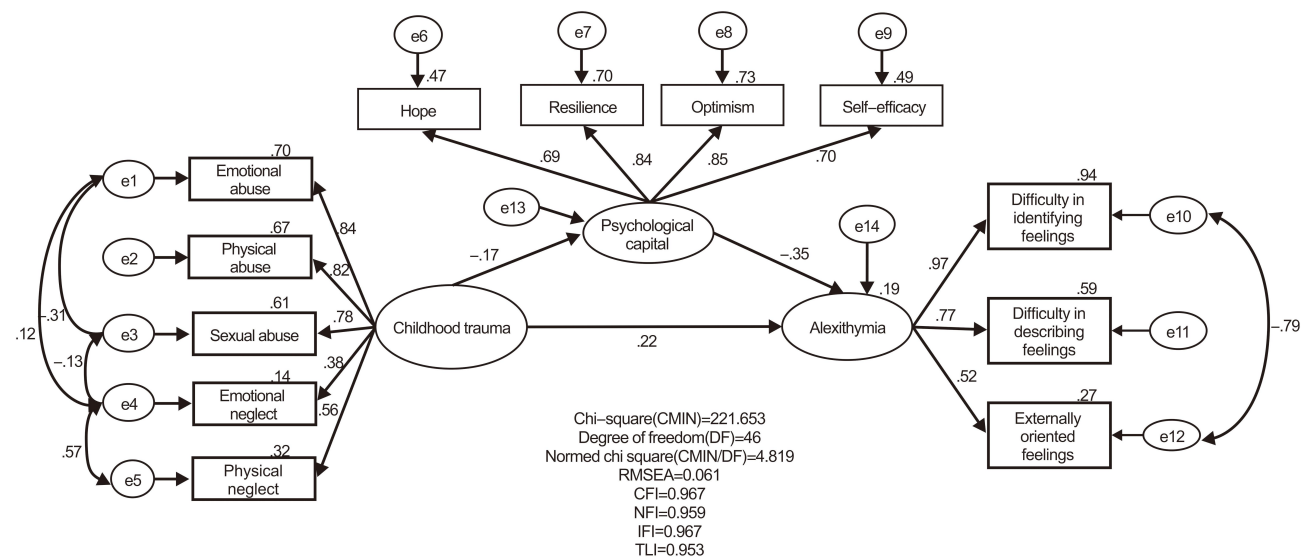 e6
e7
e8
e9
.47
.70
.73
.49
Hope
Resilience
Optimism
Self–efficacy
.69
.84
.85
.70
e1
.70
Emotional
abuse
e2
.67
Physical
abuse
e3
.61
Sexual abuse
e4
.14
Emotional
neglect
e5
.32
Physical
neglect
.12
–.31
–.13
.57
.84
.82
.78
.38
.56
Childhood trauma
e13
Psychological
capital
–.17
–.35
.22
e14
.19
Alexithymia
.97
.77
.52
.94
Difficulty in
identifying
feelings
e10
.59
Difficulty in
describing
feelings
e11
.27
Externally
oriented
feelings
e12
–.79
Chi–square(CMIN)=221.653
Degree of freedom(DF)=46
Normed chi square(CMIN/DF)=4.819
RMSEA=0.061
CFI=0.967
NFI=0.959
IFI=0.967
TLI=0.953